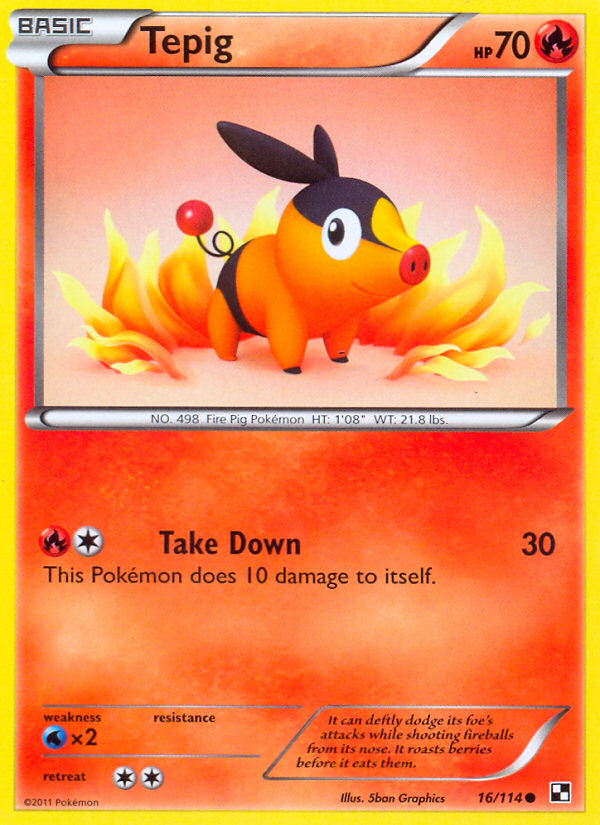 BASIC
Tepig
HP70
NO. 498 Fire Pig Pokémon HT: 1'08" WT: 21.8 lbs.
Take Down 30
This Pokémon does 10 damage to itself.
weakness resistance
×2
It can deftly dodge its foe's
attacks while shooting fireballs
from its nose. It roasts berries
before it eats them.
retreat
©2011 Pokémon Illus. 5ban Graphics 16/114